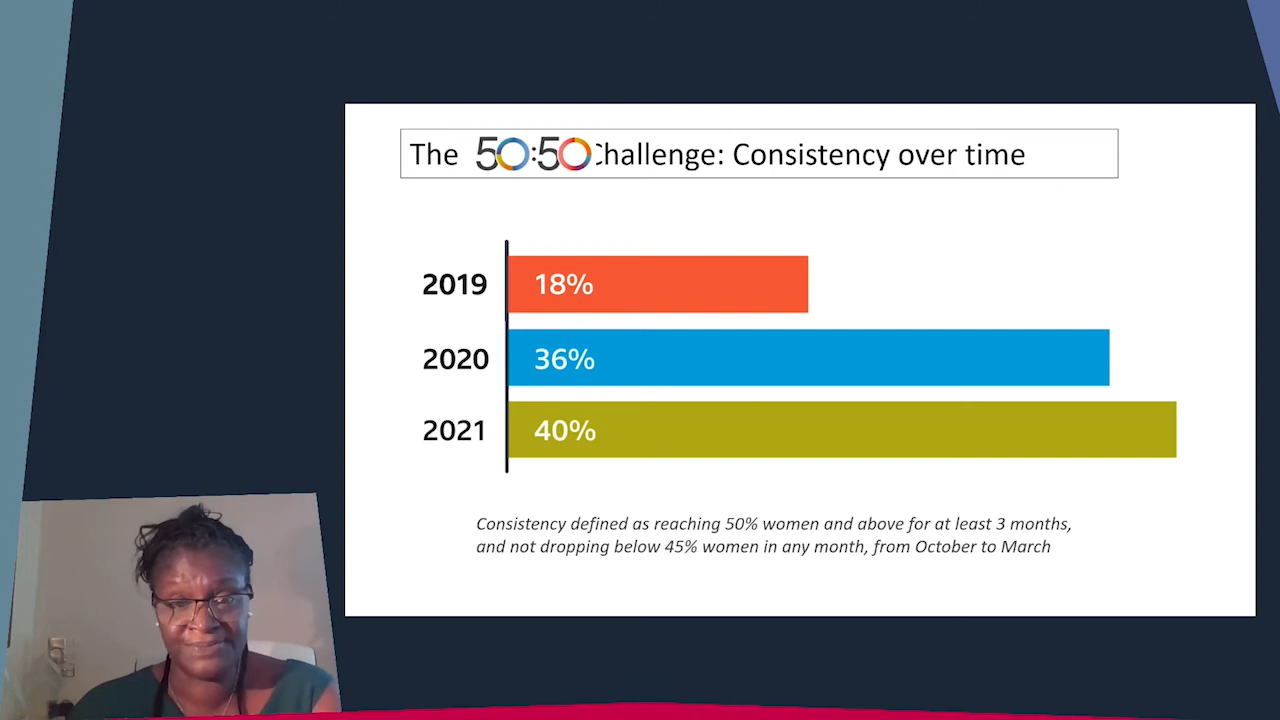 The 50:50 Challenge: Consistency over time
2019 18%
2020 36%
2021 40%
Consistency defined as reaching 50% women and above for at least 3 months,
and not dropping below 45% women in any month, from October to March